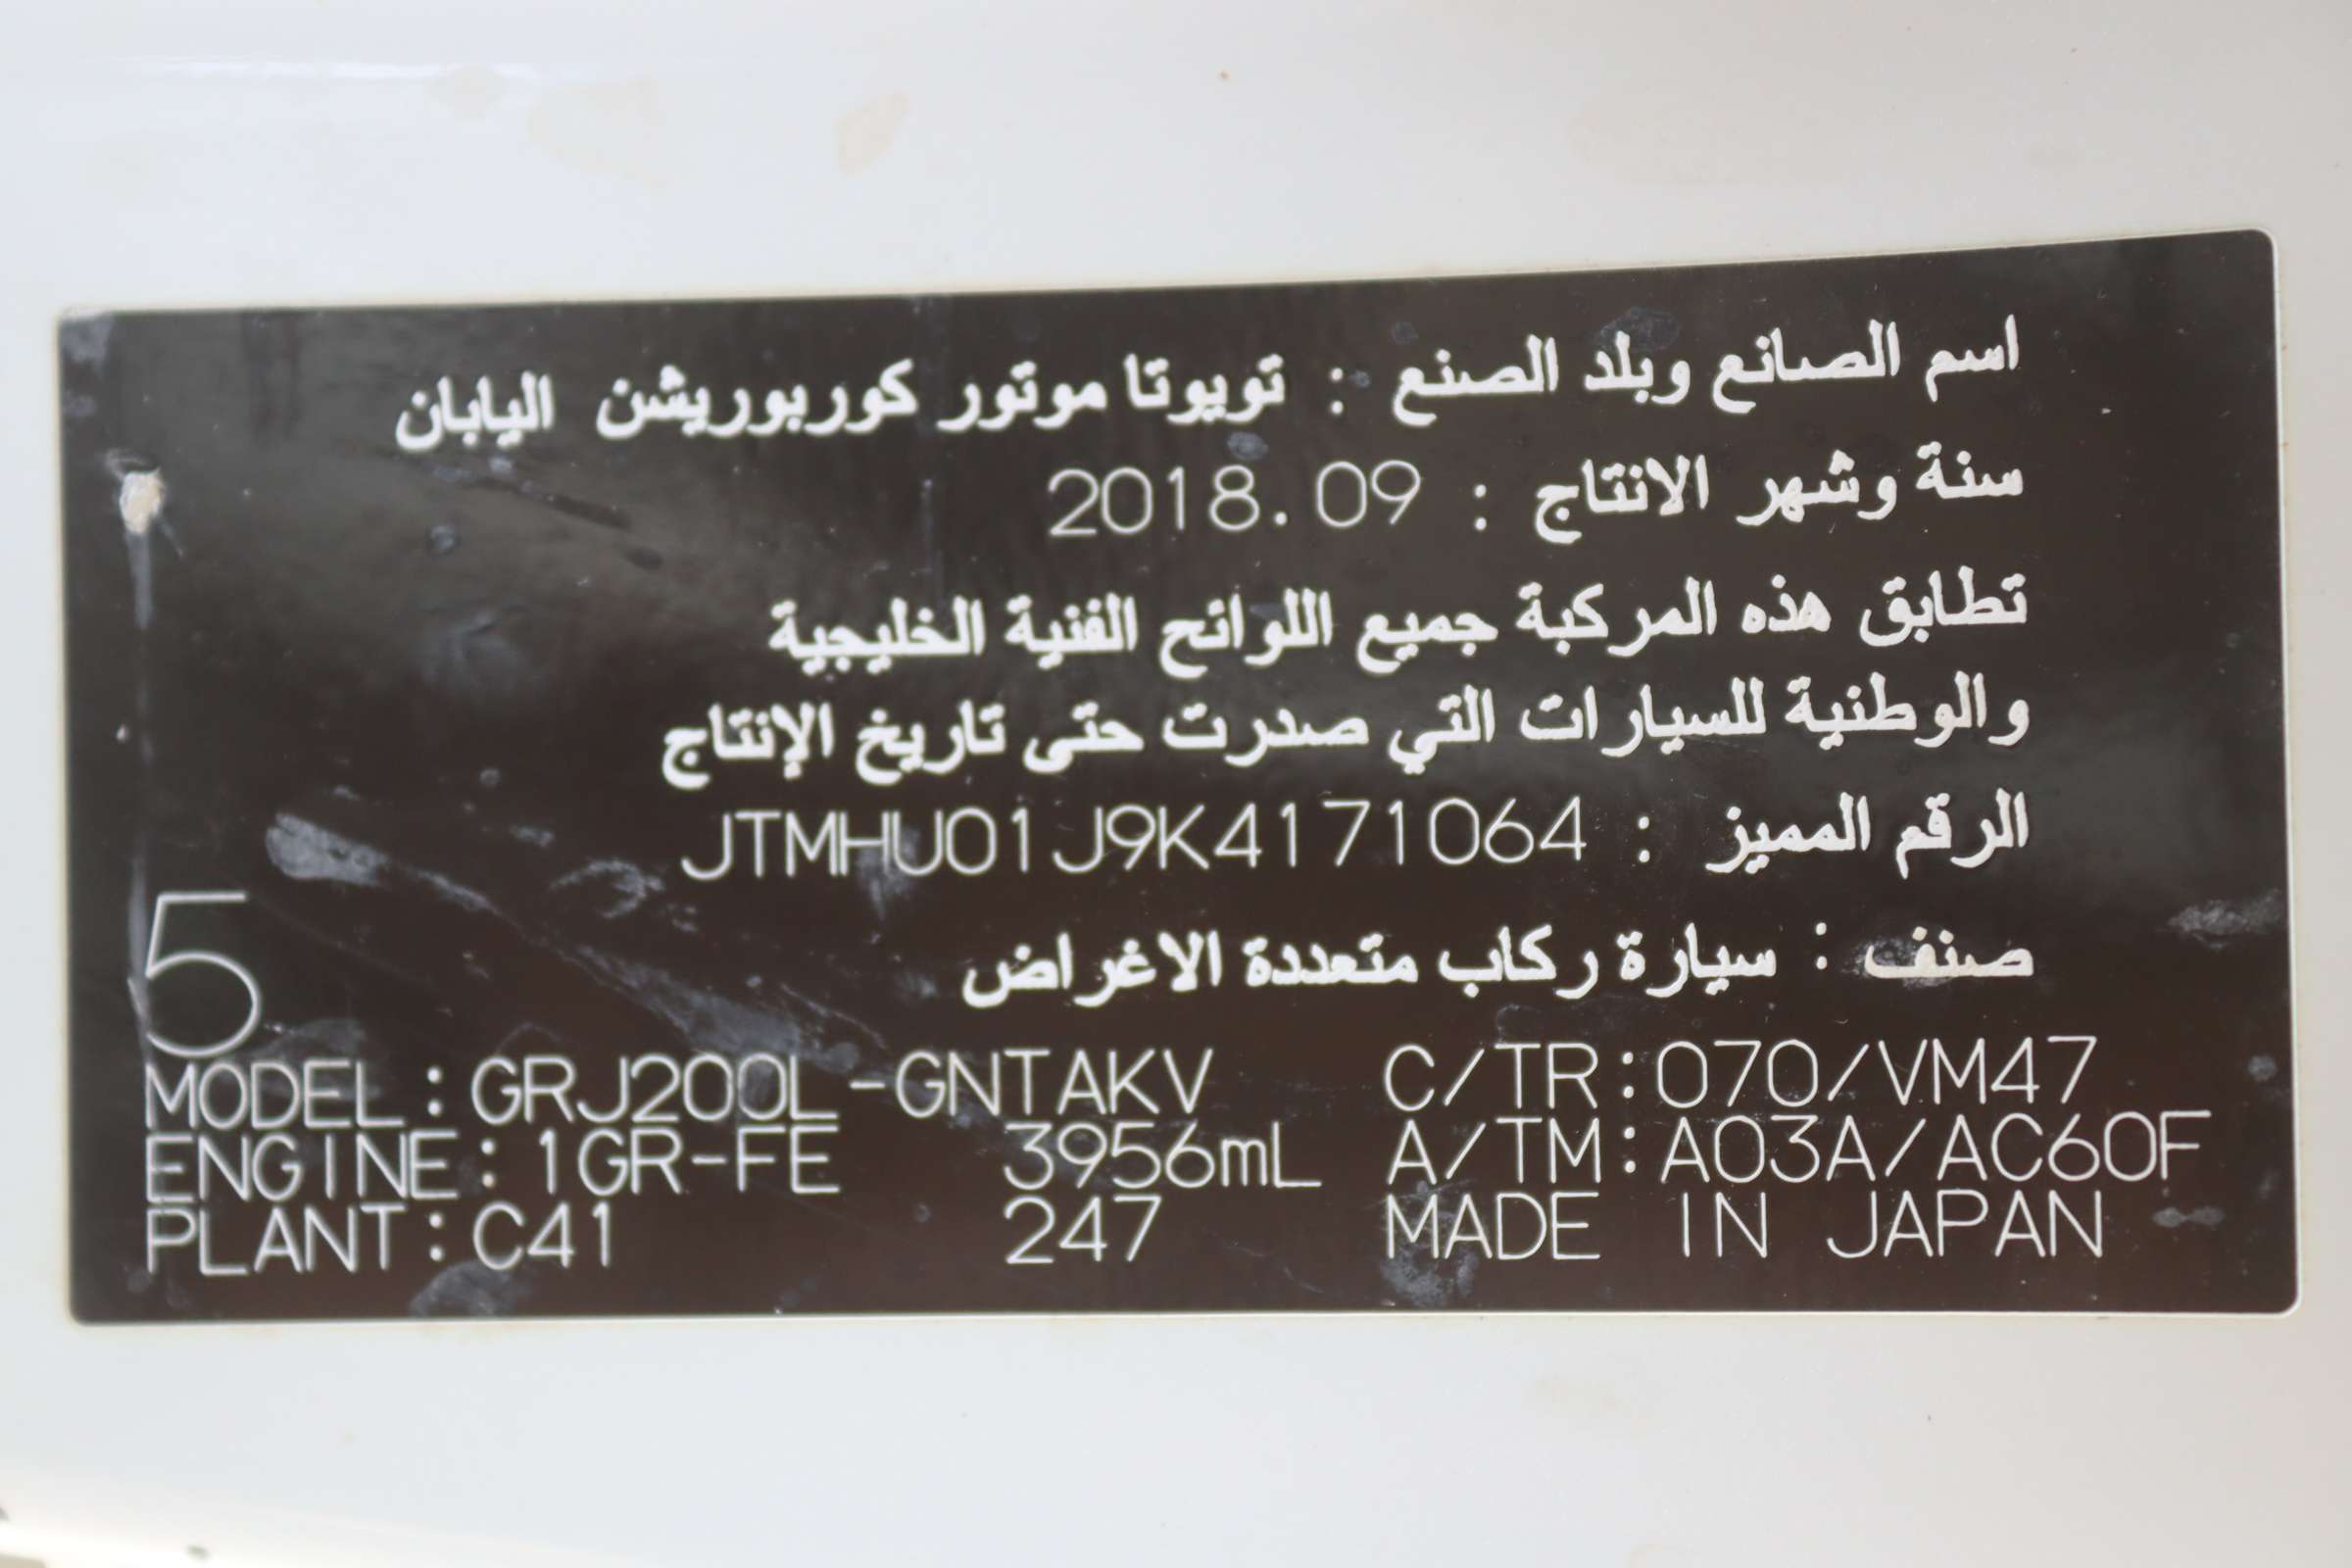 اسم الصانع وبلد الصنع : تويوتا موتور كوربوريشن اليابان
سنة وشهر الانتاج : 2018.09
تطابق هذه المركبة جميع اللوائح الفنية الخليجية
والوطنية للسيارات التي صدرت حتى تاريخ الإنتاج
الرقم المميز : JTMHU01J9K4171064
صنف : سيارة ركاب متعددة الاغراض
5
MODEL: GRJ200L-GNTAKV C/TR:070/VM47
ENGINE: 1GR-FE 3956mL A/TM:A03A/AC60F
PLANT: C41 247 MADE IN JAPAN